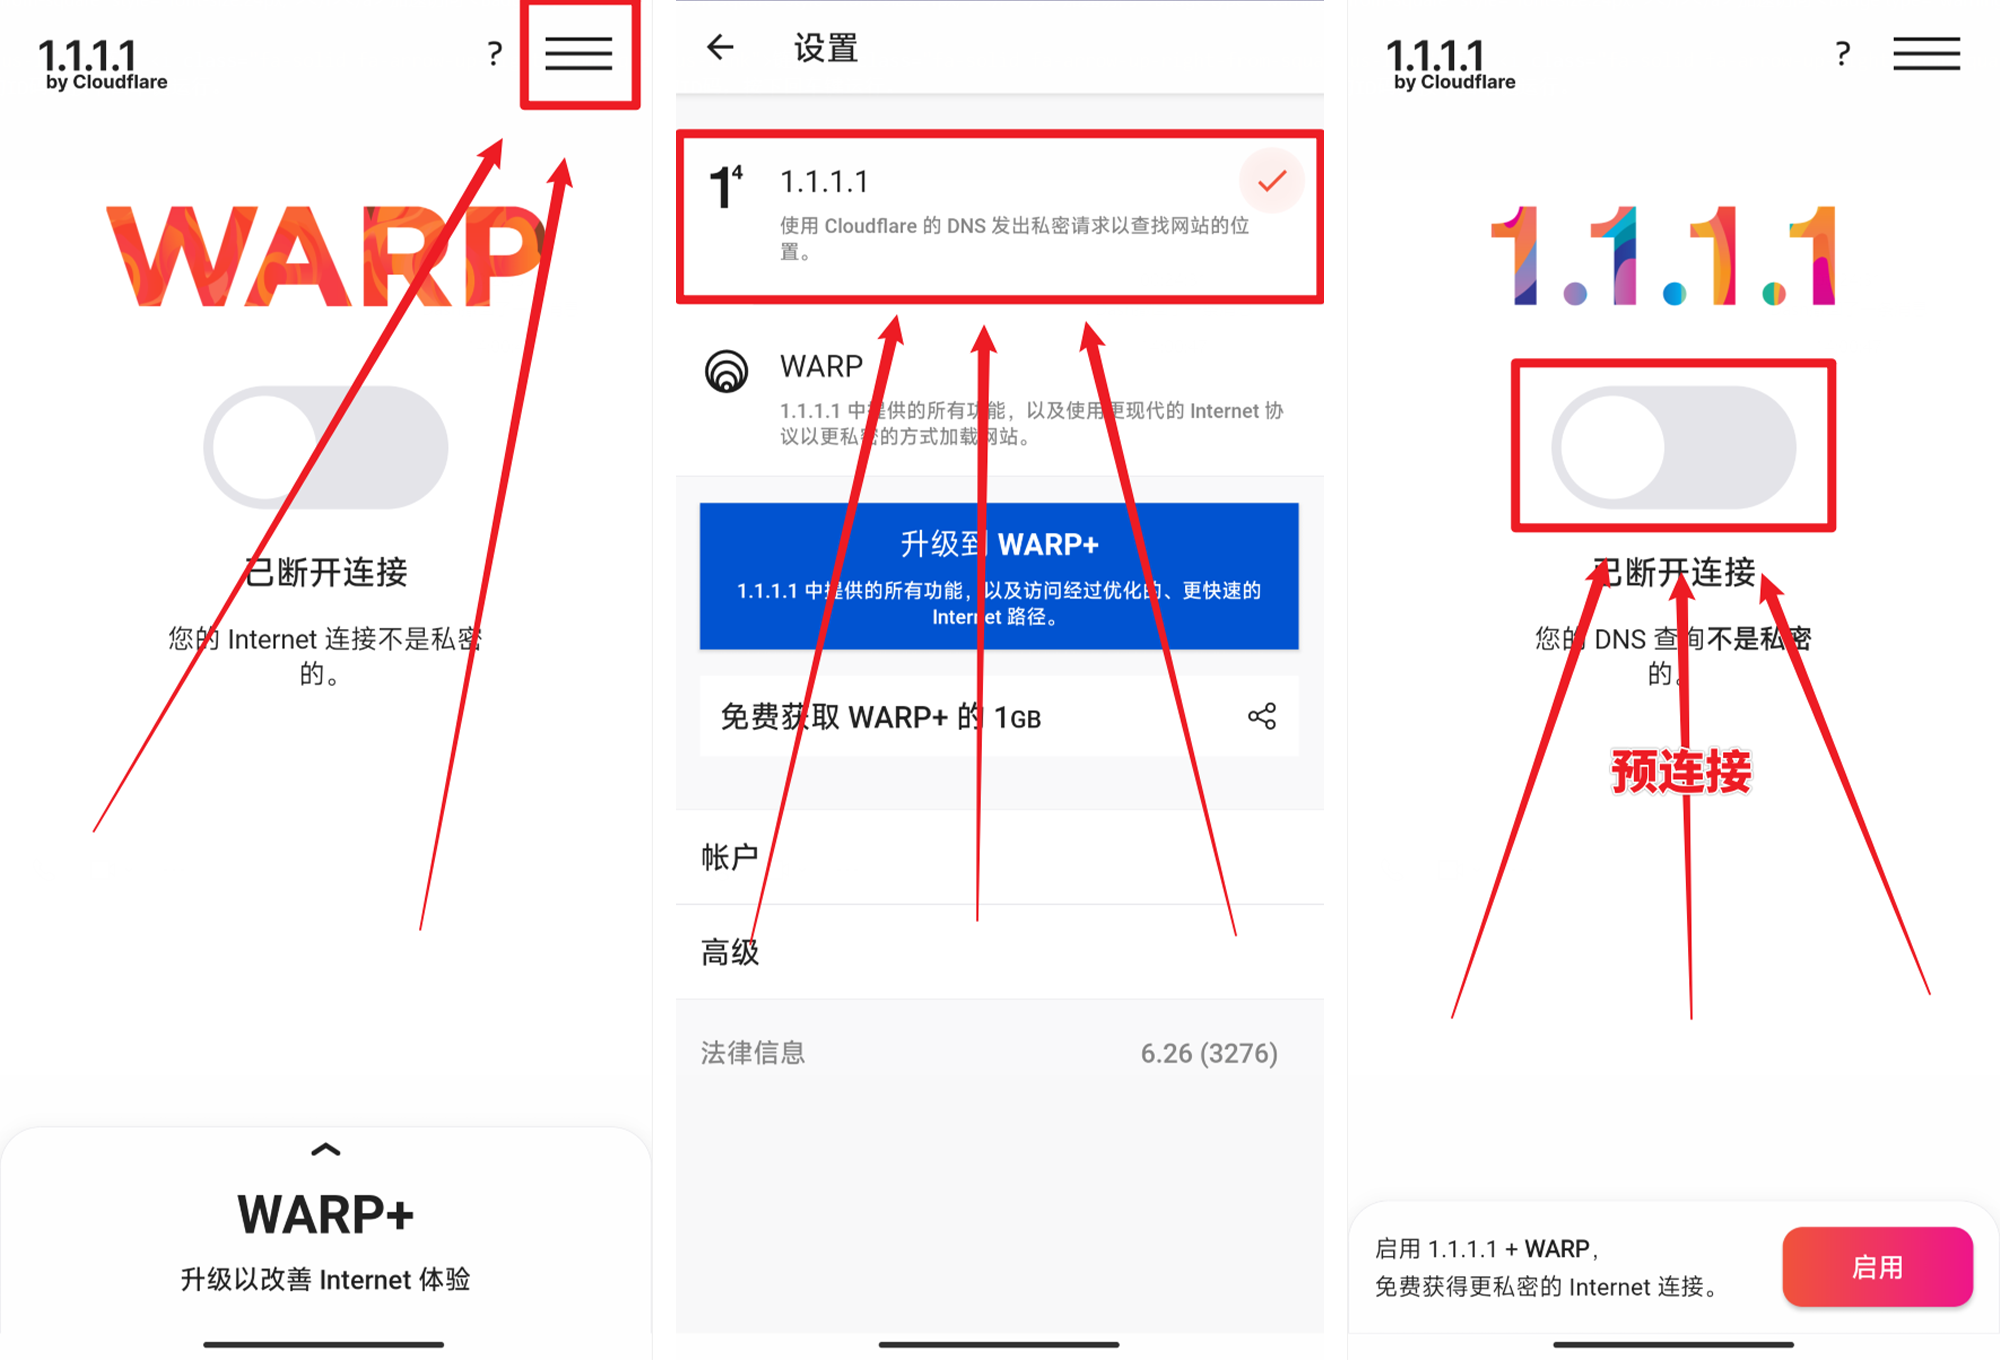 1.1.1.1
by Cloudflare
?
WARP
已断开连接
您的 Internet 连接不是私密
的。
WARP+
升级以改善 Internet 体验
设置
1⁴
1.1.1.1
使用 Cloudflare 的 DNS 发出私密请求以查找网站的位
置。
WARP
1.1.1.1 中提供的所有功能，以及使用更现代的 Internet 协
议以更私密的方式加载网站。
升级到 WARP+
1.1.1.1 中提供的所有功能，以及访问经过优化的、更快速的
Internet 路径。
免费获取 WARP+ 的 1GB
帐户
高级
法律信息
6.26 (3276)
1.1.1.1
by Cloudflare
?
1.1.1.1
已断开连接
您的 DNS 查询不是私密
的。
预连接
启用 1.1.1.1 + WARP，
免费获得更私密的 Internet 连接。
启用